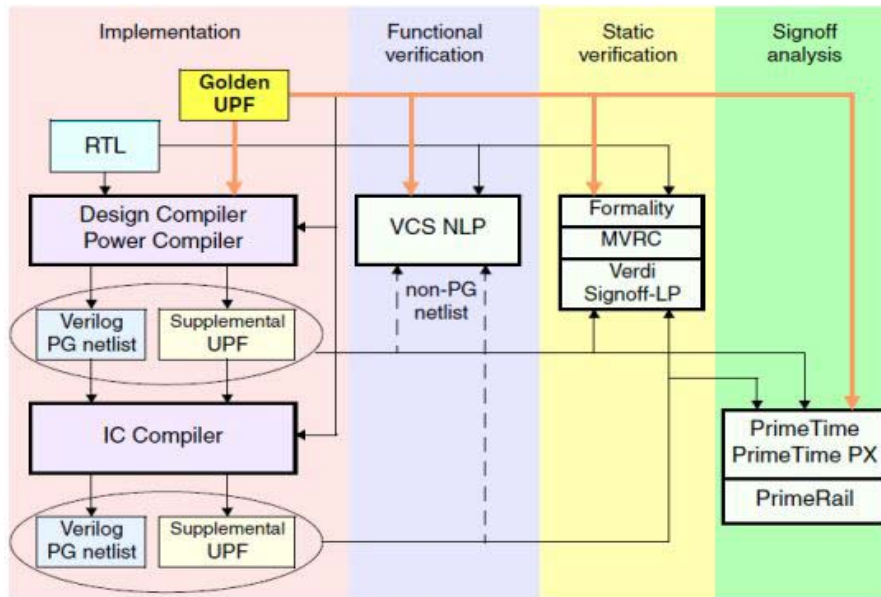 Implementation
Functional
verification
Static
verification
Signoff
analysis
Golden
UPF
RTL
Design Compiler
Power Compiler
VCS NLP
Formality
MVRC
Verdi
Signoff-LP
non-PG
netlist
Verilog
PG netlist
Supplemental
UPF
IC Compiler
PrimeTime
PrimeTime PX
PrimeRail
Verilog
PG netlist
Supplemental
UPF